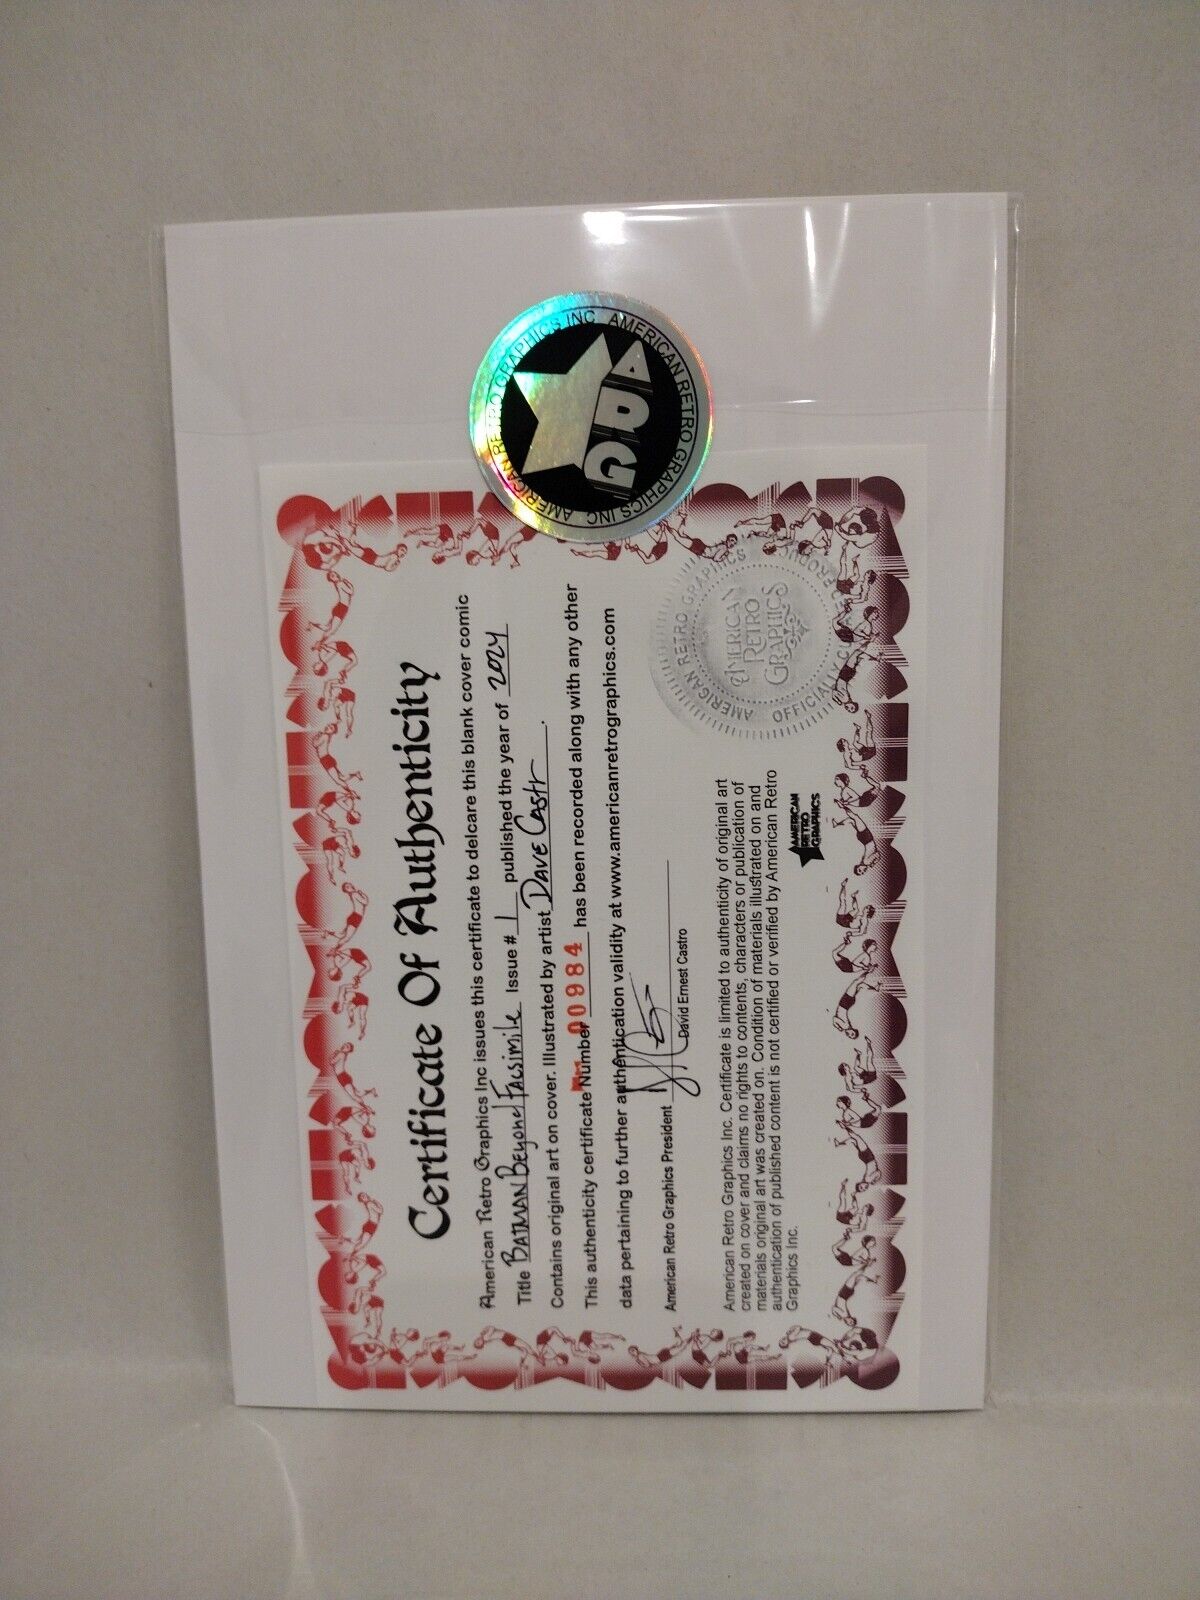 AMERICAN RETRO GRAPHICS INC AMERICAN RETRO GRAPHICS INC
ARG
Certificate Of Authenticity
American Retro Graphics Inc issues this certificate to delcare this blank cover comic
Title BATMAN BEyond FACSIMILE Issue # 1 published the year of 2024
Contains original art on cover. Illustrated by artist DAVE CAStr.
This authenticity certificate Number 00984 has been recorded along with any other
data pertaining to further authentication validity at www.americanretrographics.com
American Retro Graphics President
David Ernest Castro
American Retro Graphics Inc. Certificate is limited to authenticity of original art
created on cover and claims no rights to contents, characters or publication of
materials original art was created on. Condition of materials illustrated on and
authentication of published content is not certified or verified by American Retro
Graphics Inc.
AMERICAN
RETRO
GRAPHICS
AMERICAN RETRO GRAPHICS
OFFICIALLY
AMERICAN
RETRO
GRAPHICS